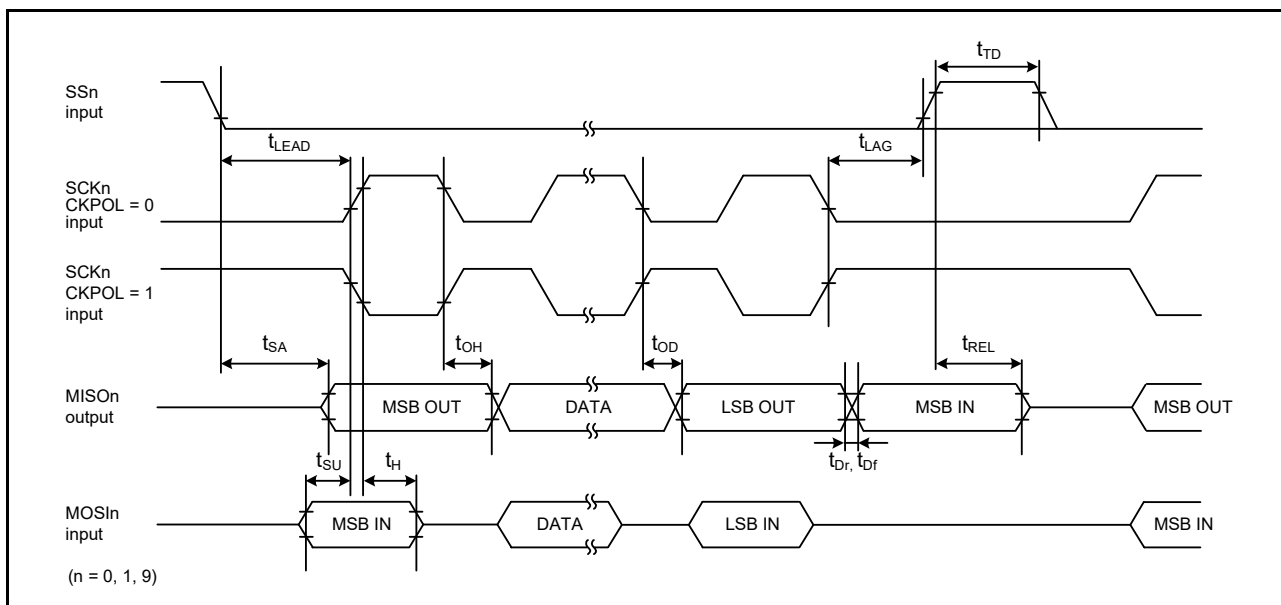 SSn
input
tTD
tLEAD
tLAG
SCKn
CKPOL = 0
input
SCKn
CKPOL = 1
input
tSA
tOH
tOD
tREL
MISOn
output
MSB OUT
DATA
LSB OUT
MSB IN
MSB OUT
tSU
tH
tDr, tDf
MOSIn
input
MSB IN
DATA
LSB IN
MSB IN
(n = 0, 1, 9)